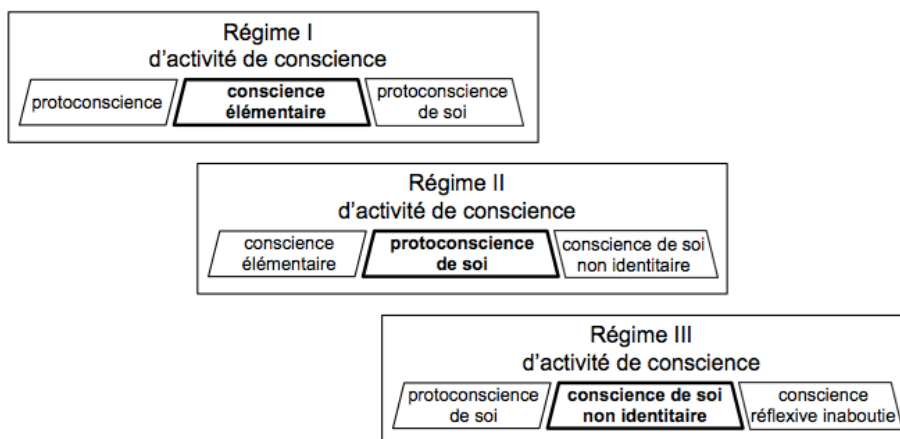 Régime I
d'activité de conscience
protoconscience
conscience
élémentaire
protoconscience
de soi
Régime II
d'activité de conscience
conscience
élémentaire
protoconscience
de soi
conscience de soi
non identitaire
Régime III
d'activité de conscience
protoconscience
de soi
conscience de soi
non identitaire
conscience
réflexive inaboutie